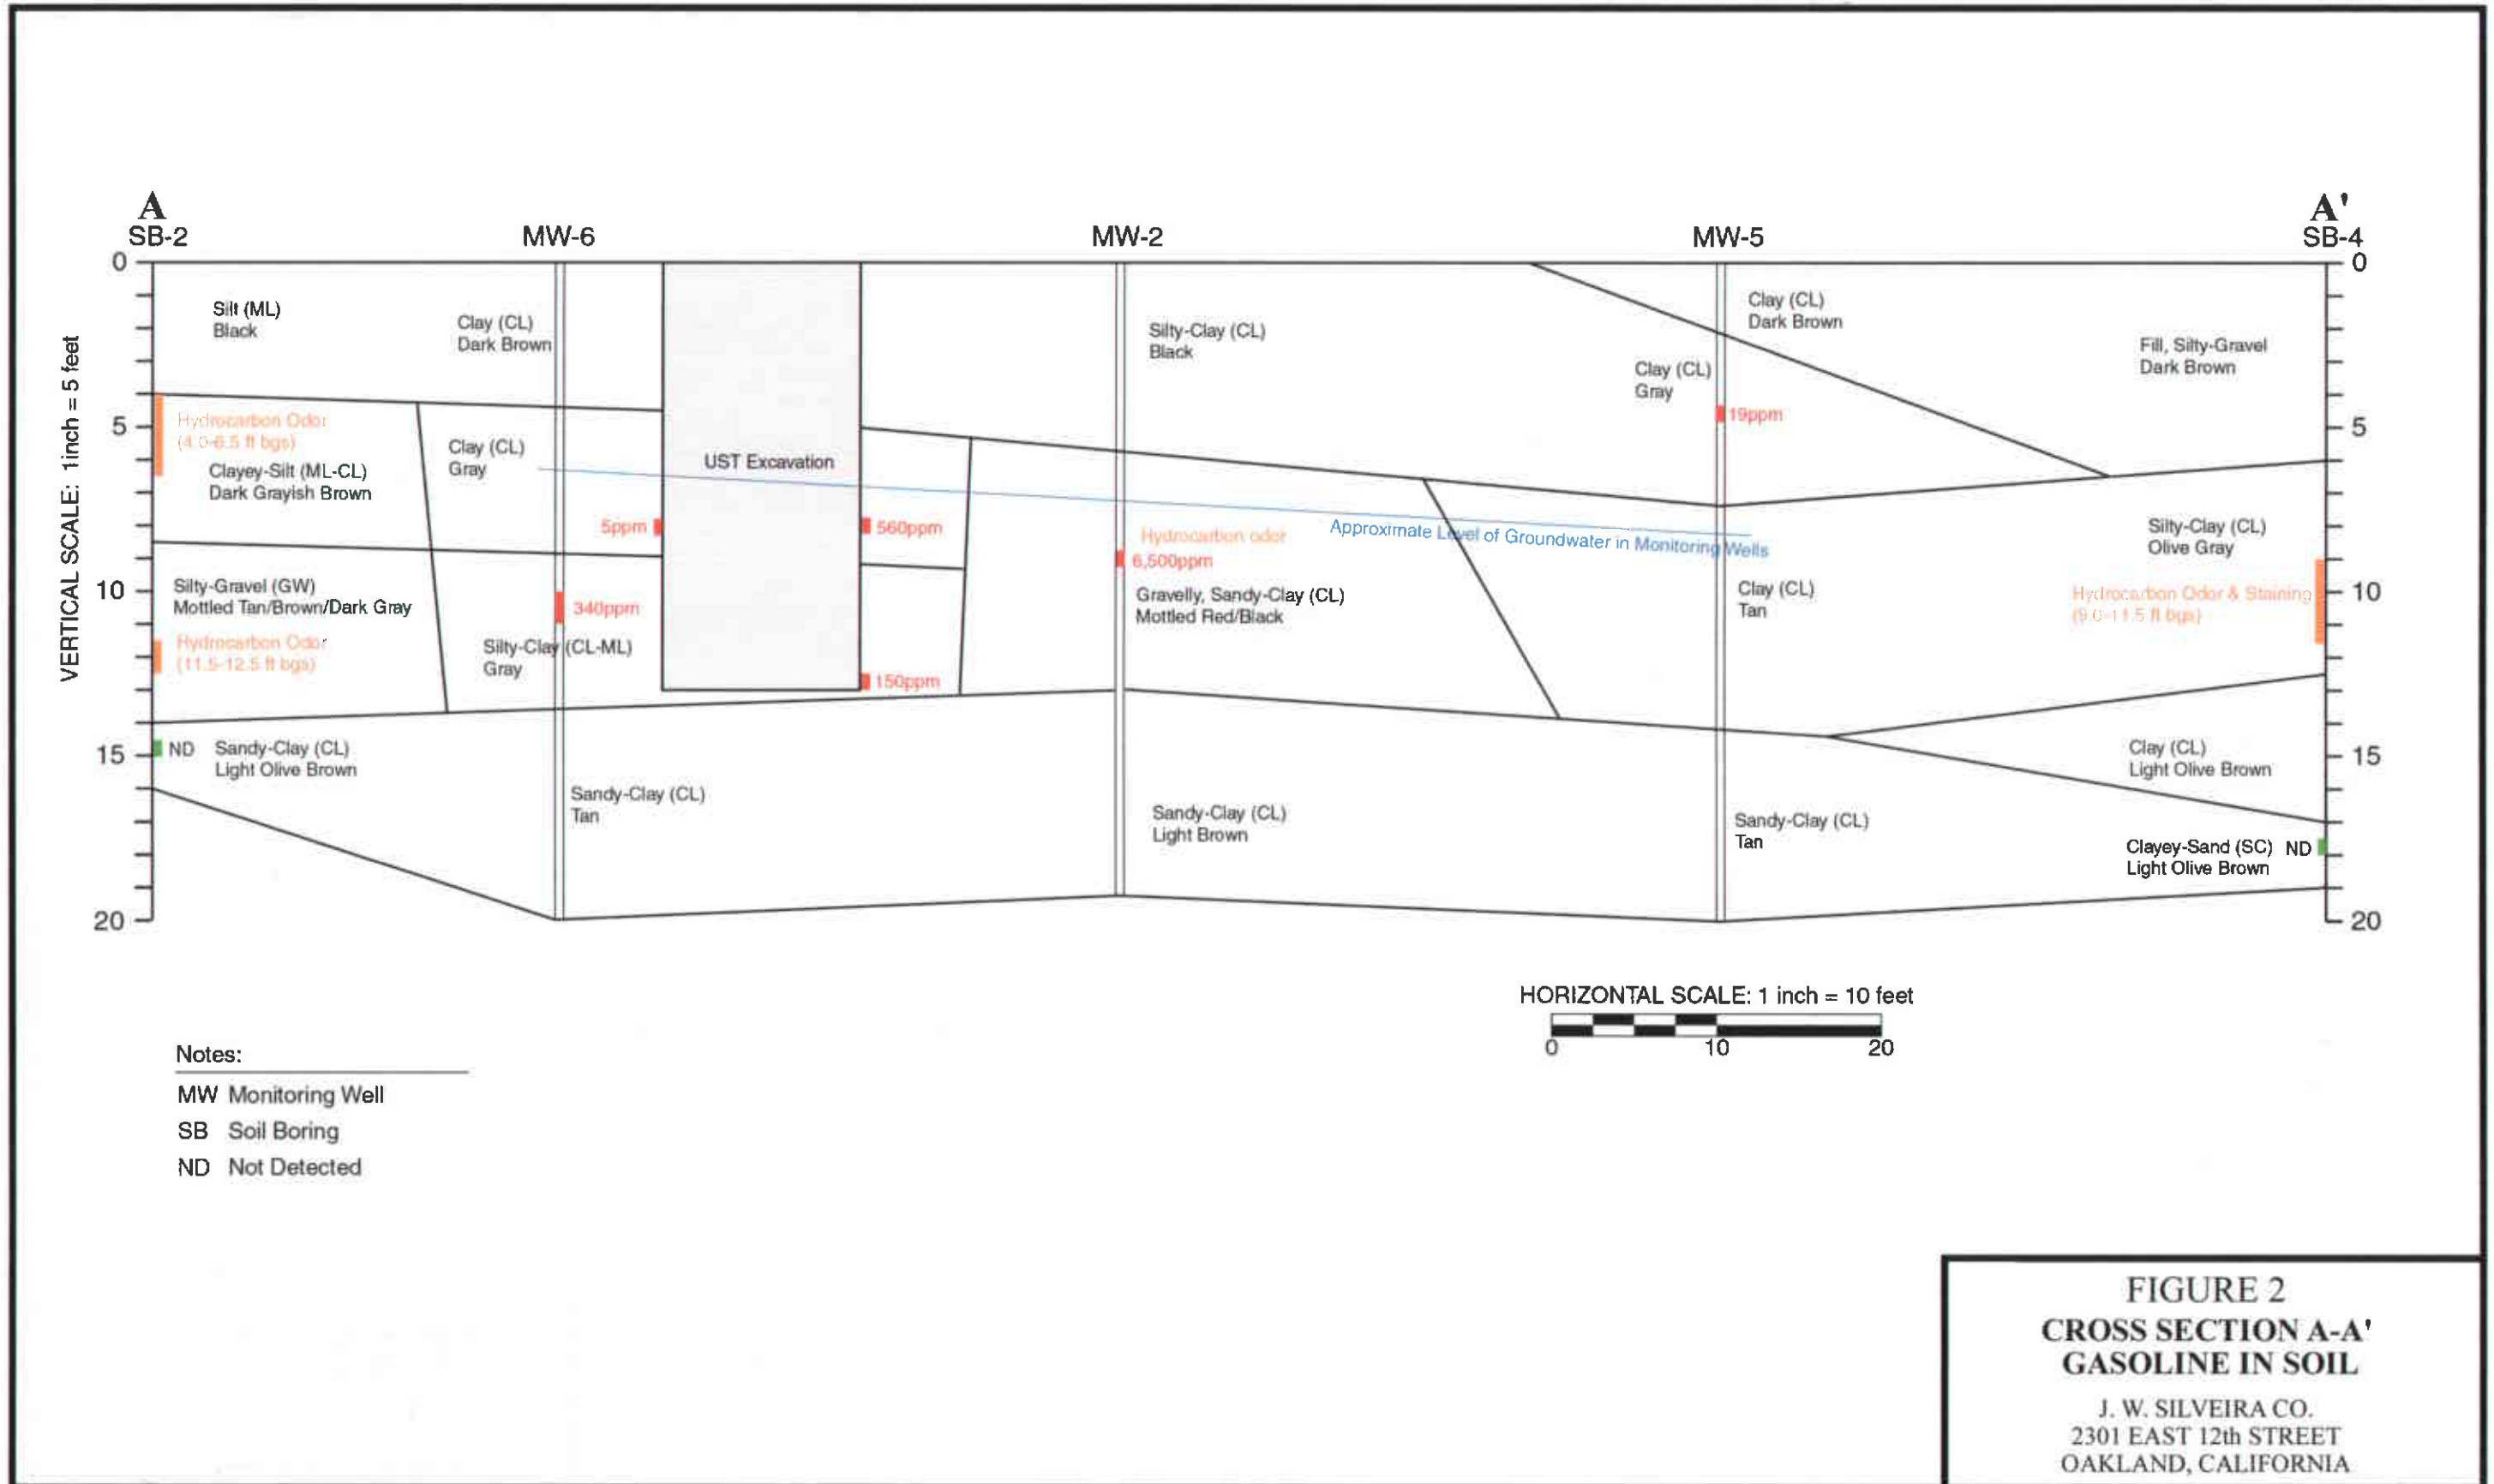 A
SB-2
MW-6
MW-2
MW-5
A'
SB-4
VERTICAL SCALE: 1inch = 5 feet
0
5
10
15
20
0
5
10
15
20
Silt (ML)
Black
Clay (CL)
Dark Brown
Silty-Clay (CL)
Black
Clay (CL)
Dark Brown
Clay (CL)
Gray
Fill, Silty-Gravel
Dark Brown
19ppm
Hydrocarbon Odor
(4.0-6.5 ft bgs)
Clayey-Silt (ML-CL)
Dark Grayish Brown
Clay (CL)
Gray
UST Excavation
5ppm
560ppm
Hydrocarbon odor
6,500ppm
Approximate Level of Groundwater in Monitoring Wells
Silty-Clay (CL)
Olive Gray
Silty-Gravel (GW)
Mottled Tan/Brown/Dark Gray
340ppm
Gravelly, Sandy-Clay (CL)
Mottled Red/Black
Clay (CL)
Tan
Hydrocarbon Odor & Staining
(9.0-11.5 ft bgs)
Hydrocarbon Odor
(11.5-12.5 ft bgs)
Silty-Clay (CL-ML)
Gray
150ppm
ND
Sandy-Clay (CL)
Light Olive Brown
Clay (CL)
Light Olive Brown
Sandy-Clay (CL)
Tan
Sandy-Clay (CL)
Light Brown
Sandy-Clay (CL)
Tan
Clayey-Sand (SC) ND
Light Olive Brown
HORIZONTAL SCALE: 1 inch = 10 feet
0 10 20
Notes:
MW Monitoring Well
SB Soil Boring
ND Not Detected
FIGURE 2
CROSS SECTION A-A'
GASOLINE IN SOIL
J. W. SILVEIRA CO.
2301 EAST 12th STREET
OAKLAND, CALIFORNIA